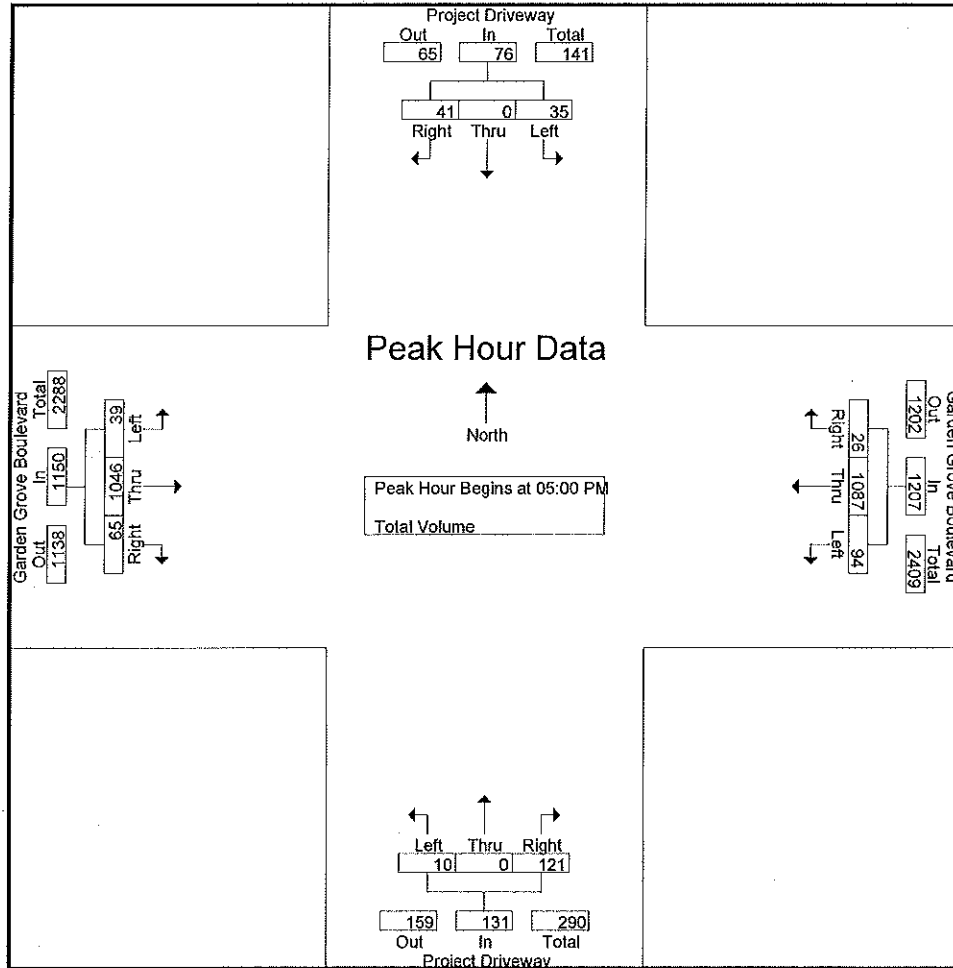 Project Driveway
Out In Total
65 76 141
41 0 35
Right Thru Left
Peak Hour Data
North
Peak Hour Begins at 05:00 PM
Total Volume
Garden Grove Boulevard
Total In Out
2288 1150 1138
39 1046 65
Left Thru Right
Right Thru Left
26 1087 94
1202 1207 2409
Out In Total
Garden Grove Boulevard
Left Thru Right
10 0 121
159 131 290
Out In Total
Project Driveway